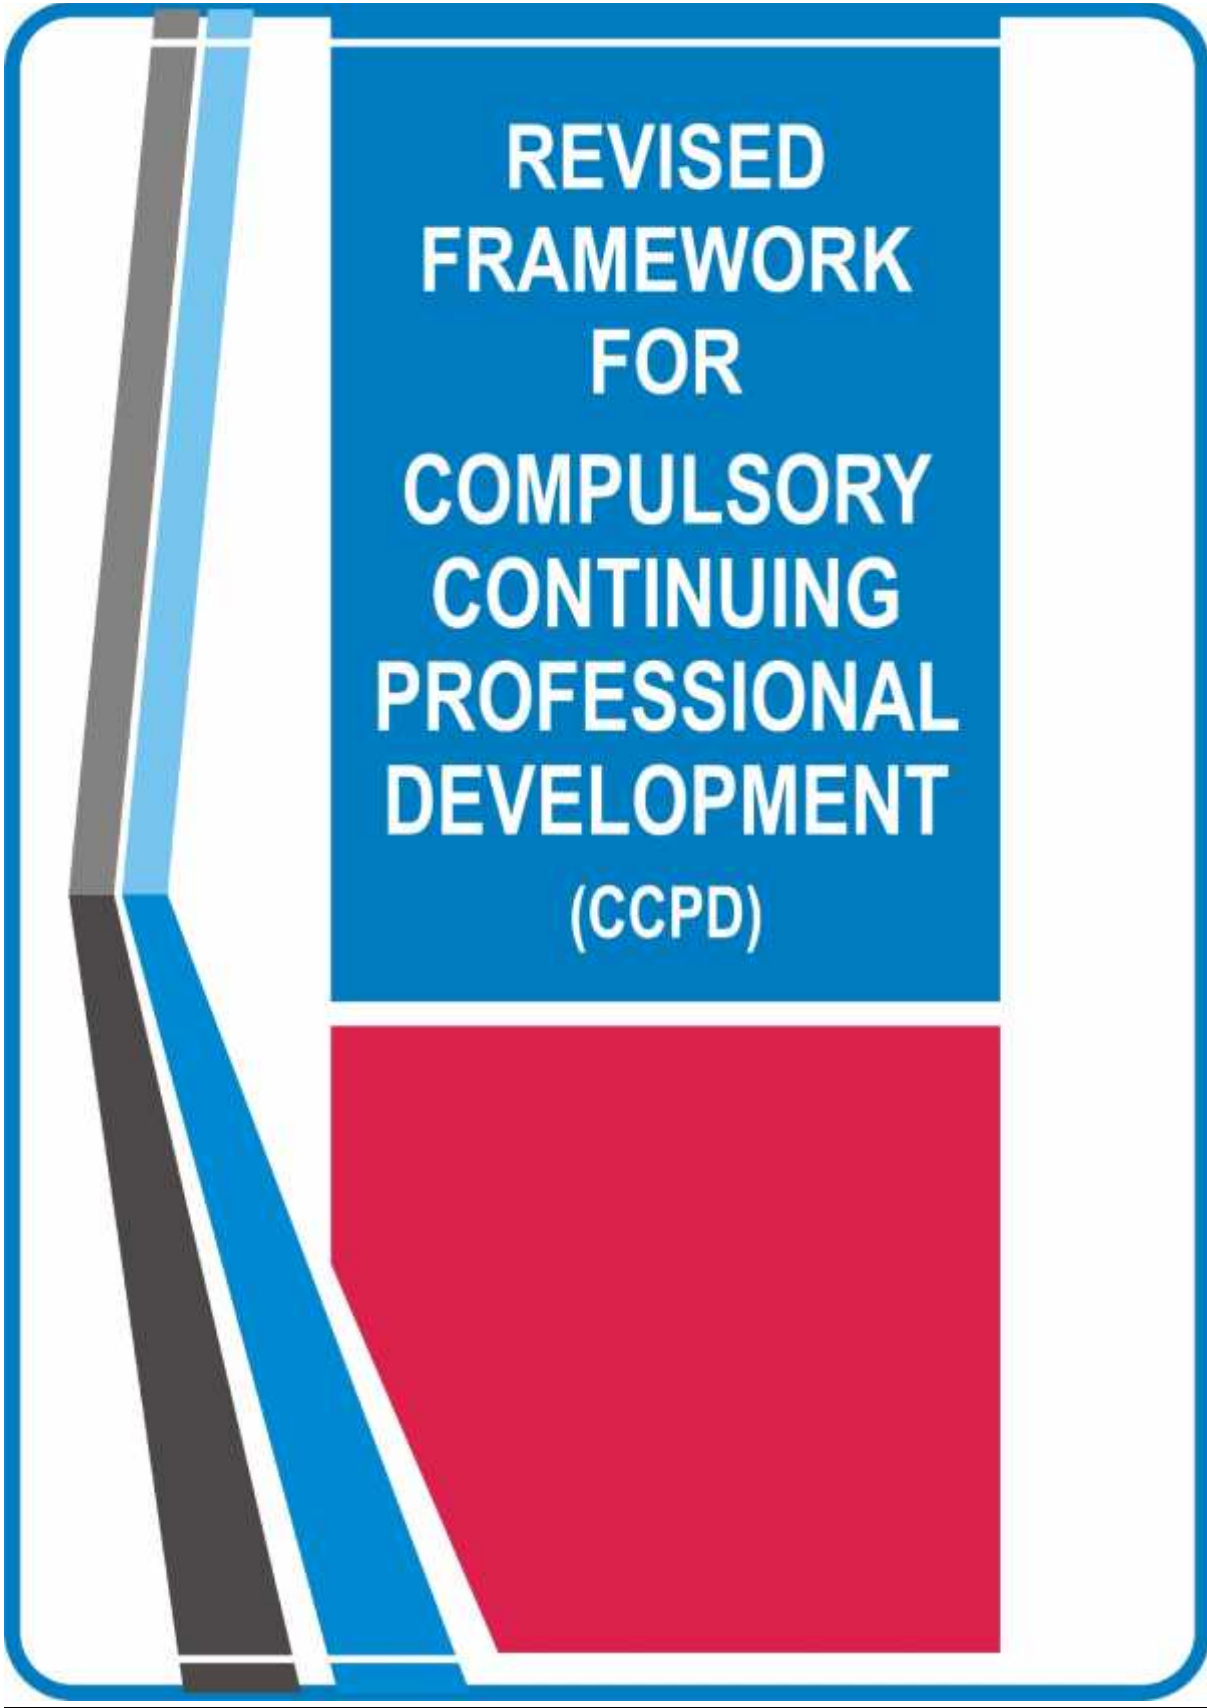 REVISED
FRAMEWORK
FOR
COMPULSORY
CONTINUING
PROFESSIONAL
DEVELOPMENT
(CCPD)